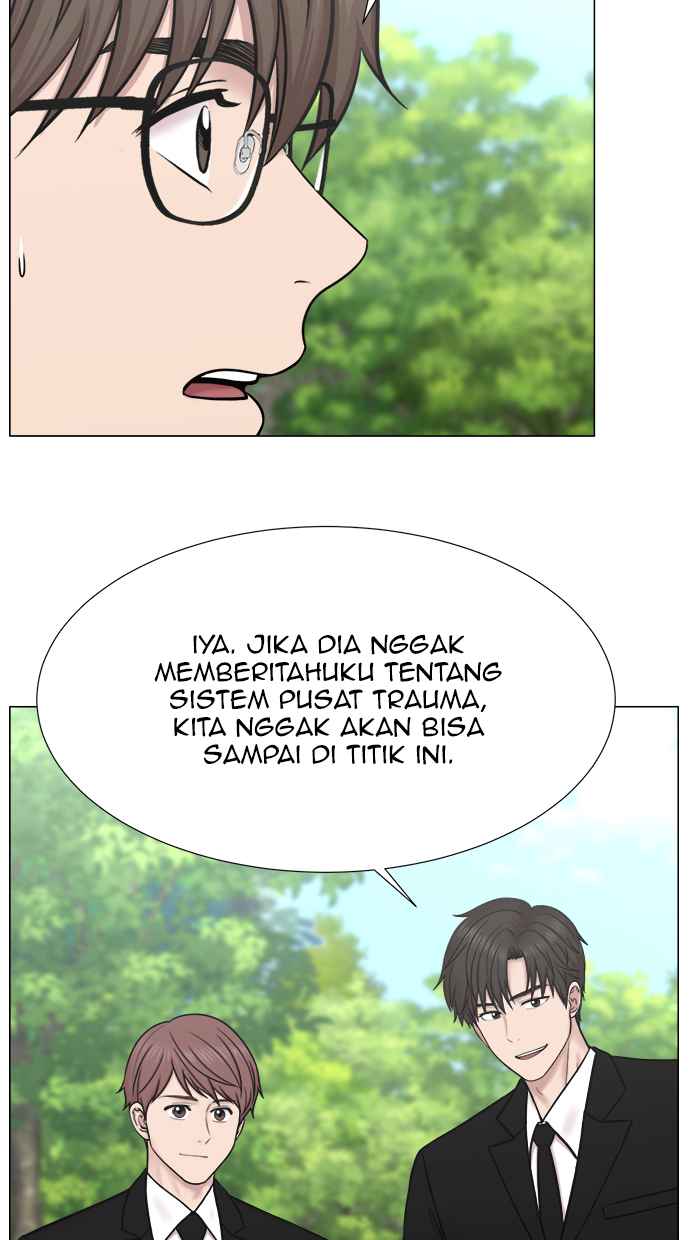 IYA. JIKA DIA NGGAK
MEMBERITAHUKU TENTANG
SISTEM PUSAT TRAUMA,
KITA NGGAK AKAN BISA
SAMPAI DI TITIK INI.